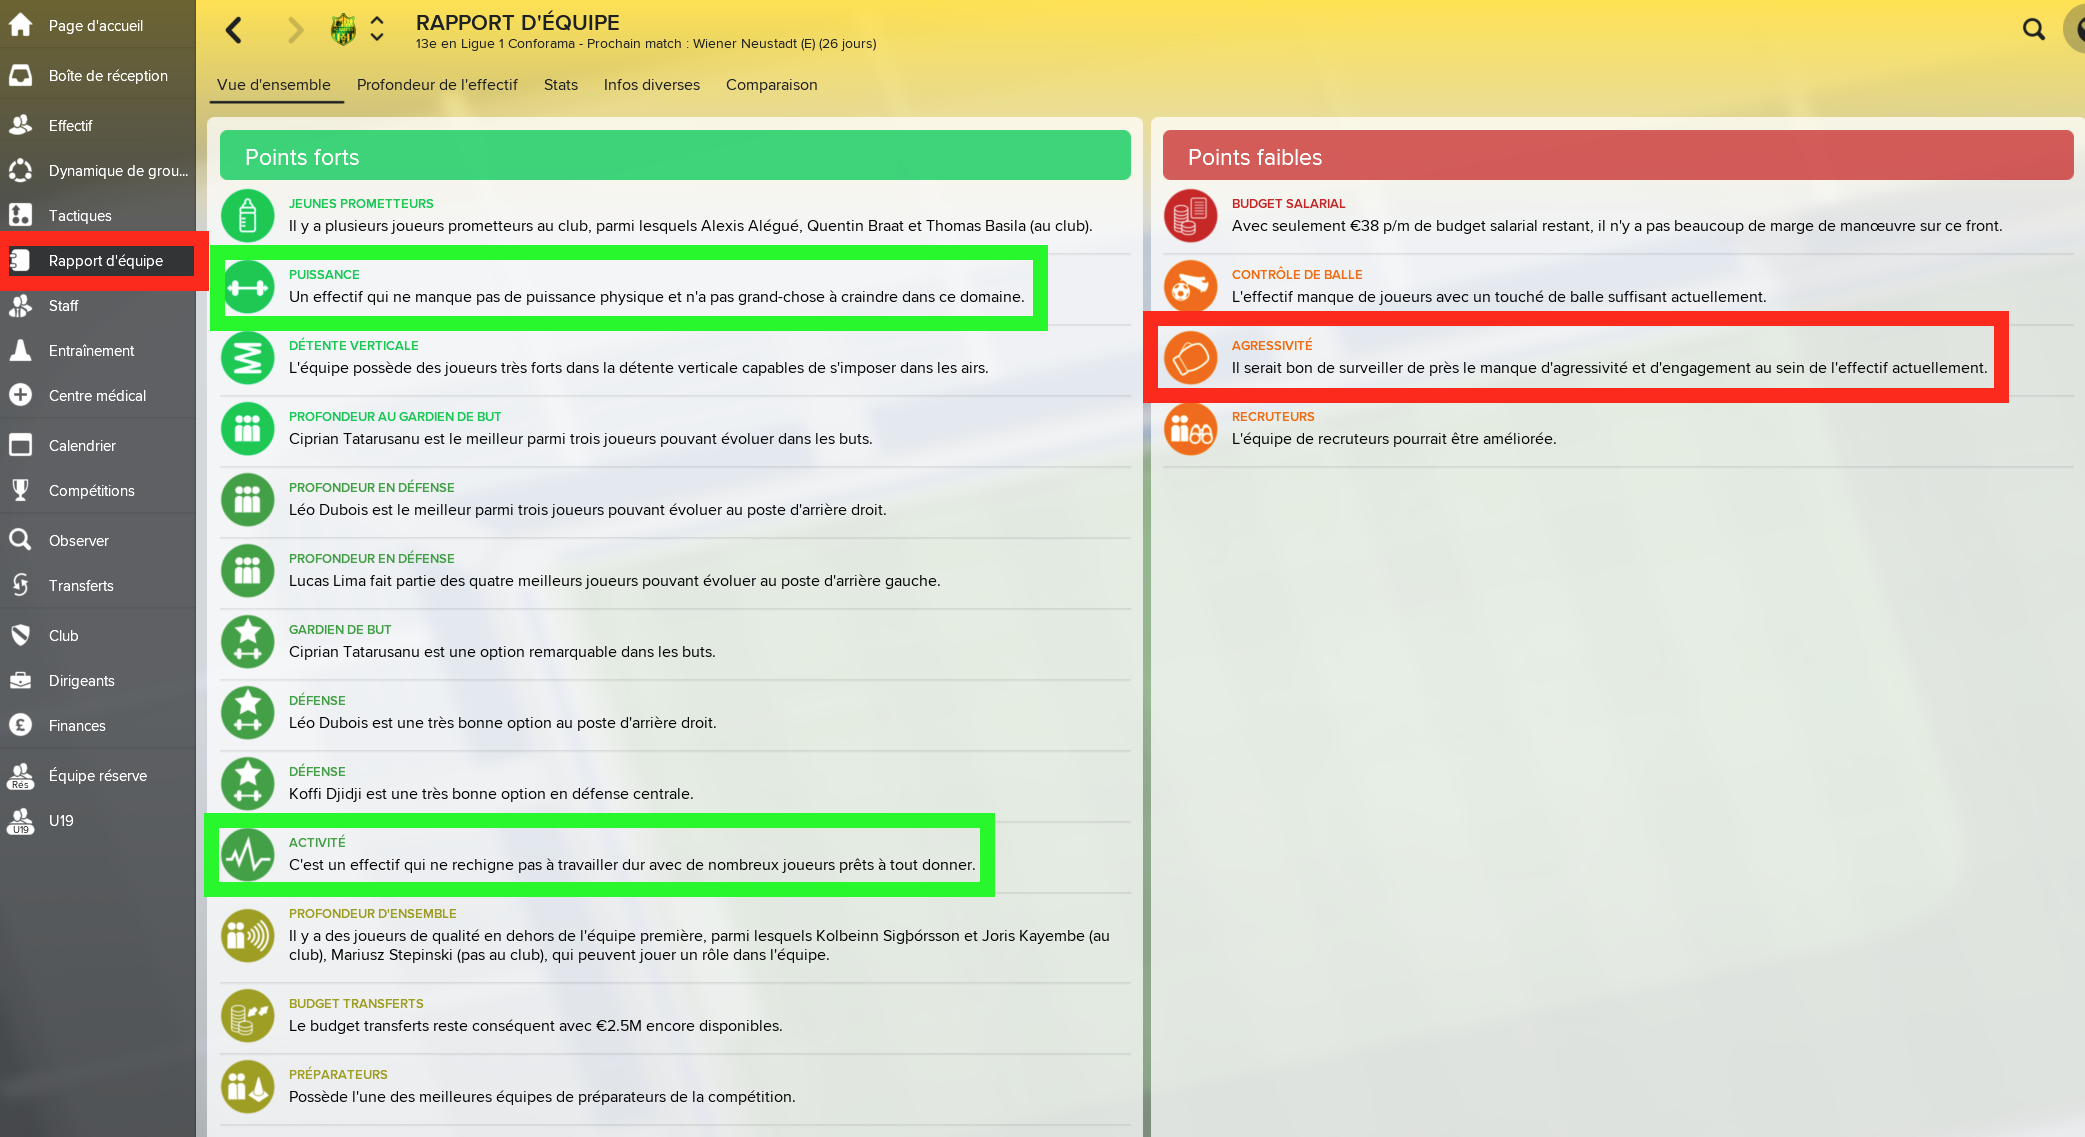 Page d'accueil
Boîte de réception
Effectif
Dynamique de grou...
Tactiques
Rapport d'équipe
Staff
Entraînement
Centre médical
Calendrier
Compétitions
Observer
Transferts
Club
Dirigeants
Finances
Rés
Équipe réserve
U19
U19
RAPPORT D'ÉQUIPE
13e en Ligue 1 Conforama - Prochain match : Wiener Neustadt (E) (26 jours)
Vue d'ensemble
Profondeur de l'effectif
Stats
Infos diverses
Comparaison
Points forts
JEUNES PROMETTEURS
Il y a plusieurs joueurs prometteurs au club, parmi lesquels Alexis Alégué, Quentin Braat et Thomas Basila (au club).
PUISSANCE
Un effectif qui ne manque pas de puissance physique et n'a pas grand-chose à craindre dans ce domaine.
DÉTENTE VERTICALE
L'équipe possède des joueurs très forts dans la détente verticale capables de s'imposer dans les airs.
PROFONDEUR AU GARDIEN DE BUT
Ciprian Tatarusanu est le meilleur parmi trois joueurs pouvant évoluer dans les buts.
PROFONDEUR EN DÉFENSE
Léo Dubois est le meilleur parmi trois joueurs pouvant évoluer au poste d'arrière droit.
PROFONDEUR EN DÉFENSE
Lucas Lima fait partie des quatre meilleurs joueurs pouvant évoluer au poste d'arrière gauche.
GARDIEN DE BUT
Ciprian Tatarusanu est une option remarquable dans les buts.
DÉFENSE
Léo Dubois est une très bonne option au poste d'arrière droit.
DÉFENSE
Koffi Djidji est une très bonne option en défense centrale.
ACTIVITÉ
C'est un effectif qui ne rechigne pas à travailler dur avec de nombreux joueurs prêts à tout donner.
PROFONDEUR D'ENSEMBLE
Il y a des joueurs de qualité en dehors de l'équipe première, parmi lesquels Kolbeinn Sigþórsson et Joris Kayembe (au
club), Mariusz Stepinski (pas au club), qui peuvent jouer un rôle dans l'équipe.
BUDGET TRANSFERTS
Le budget transferts reste conséquent avec €2.5M encore disponibles.
PRÉPARATEURS
Possède l'une des meilleures équipes de préparateurs de la compétition.
Points faibles
BUDGET SALARIAL
Avec seulement €38 p/m de budget salarial restant, il n'y a pas beaucoup de marge de manœuvre sur ce front.
CONTRÔLE DE BALLE
L'effectif manque de joueurs avec un touché de balle suffisant actuellement.
AGRESSIVITÉ
Il serait bon de surveiller de près le manque d'agressivité et d'engagement au sein de l'effectif actuellement.
RECRUTEURS
L'équipe de recruteurs pourrait être améliorée.